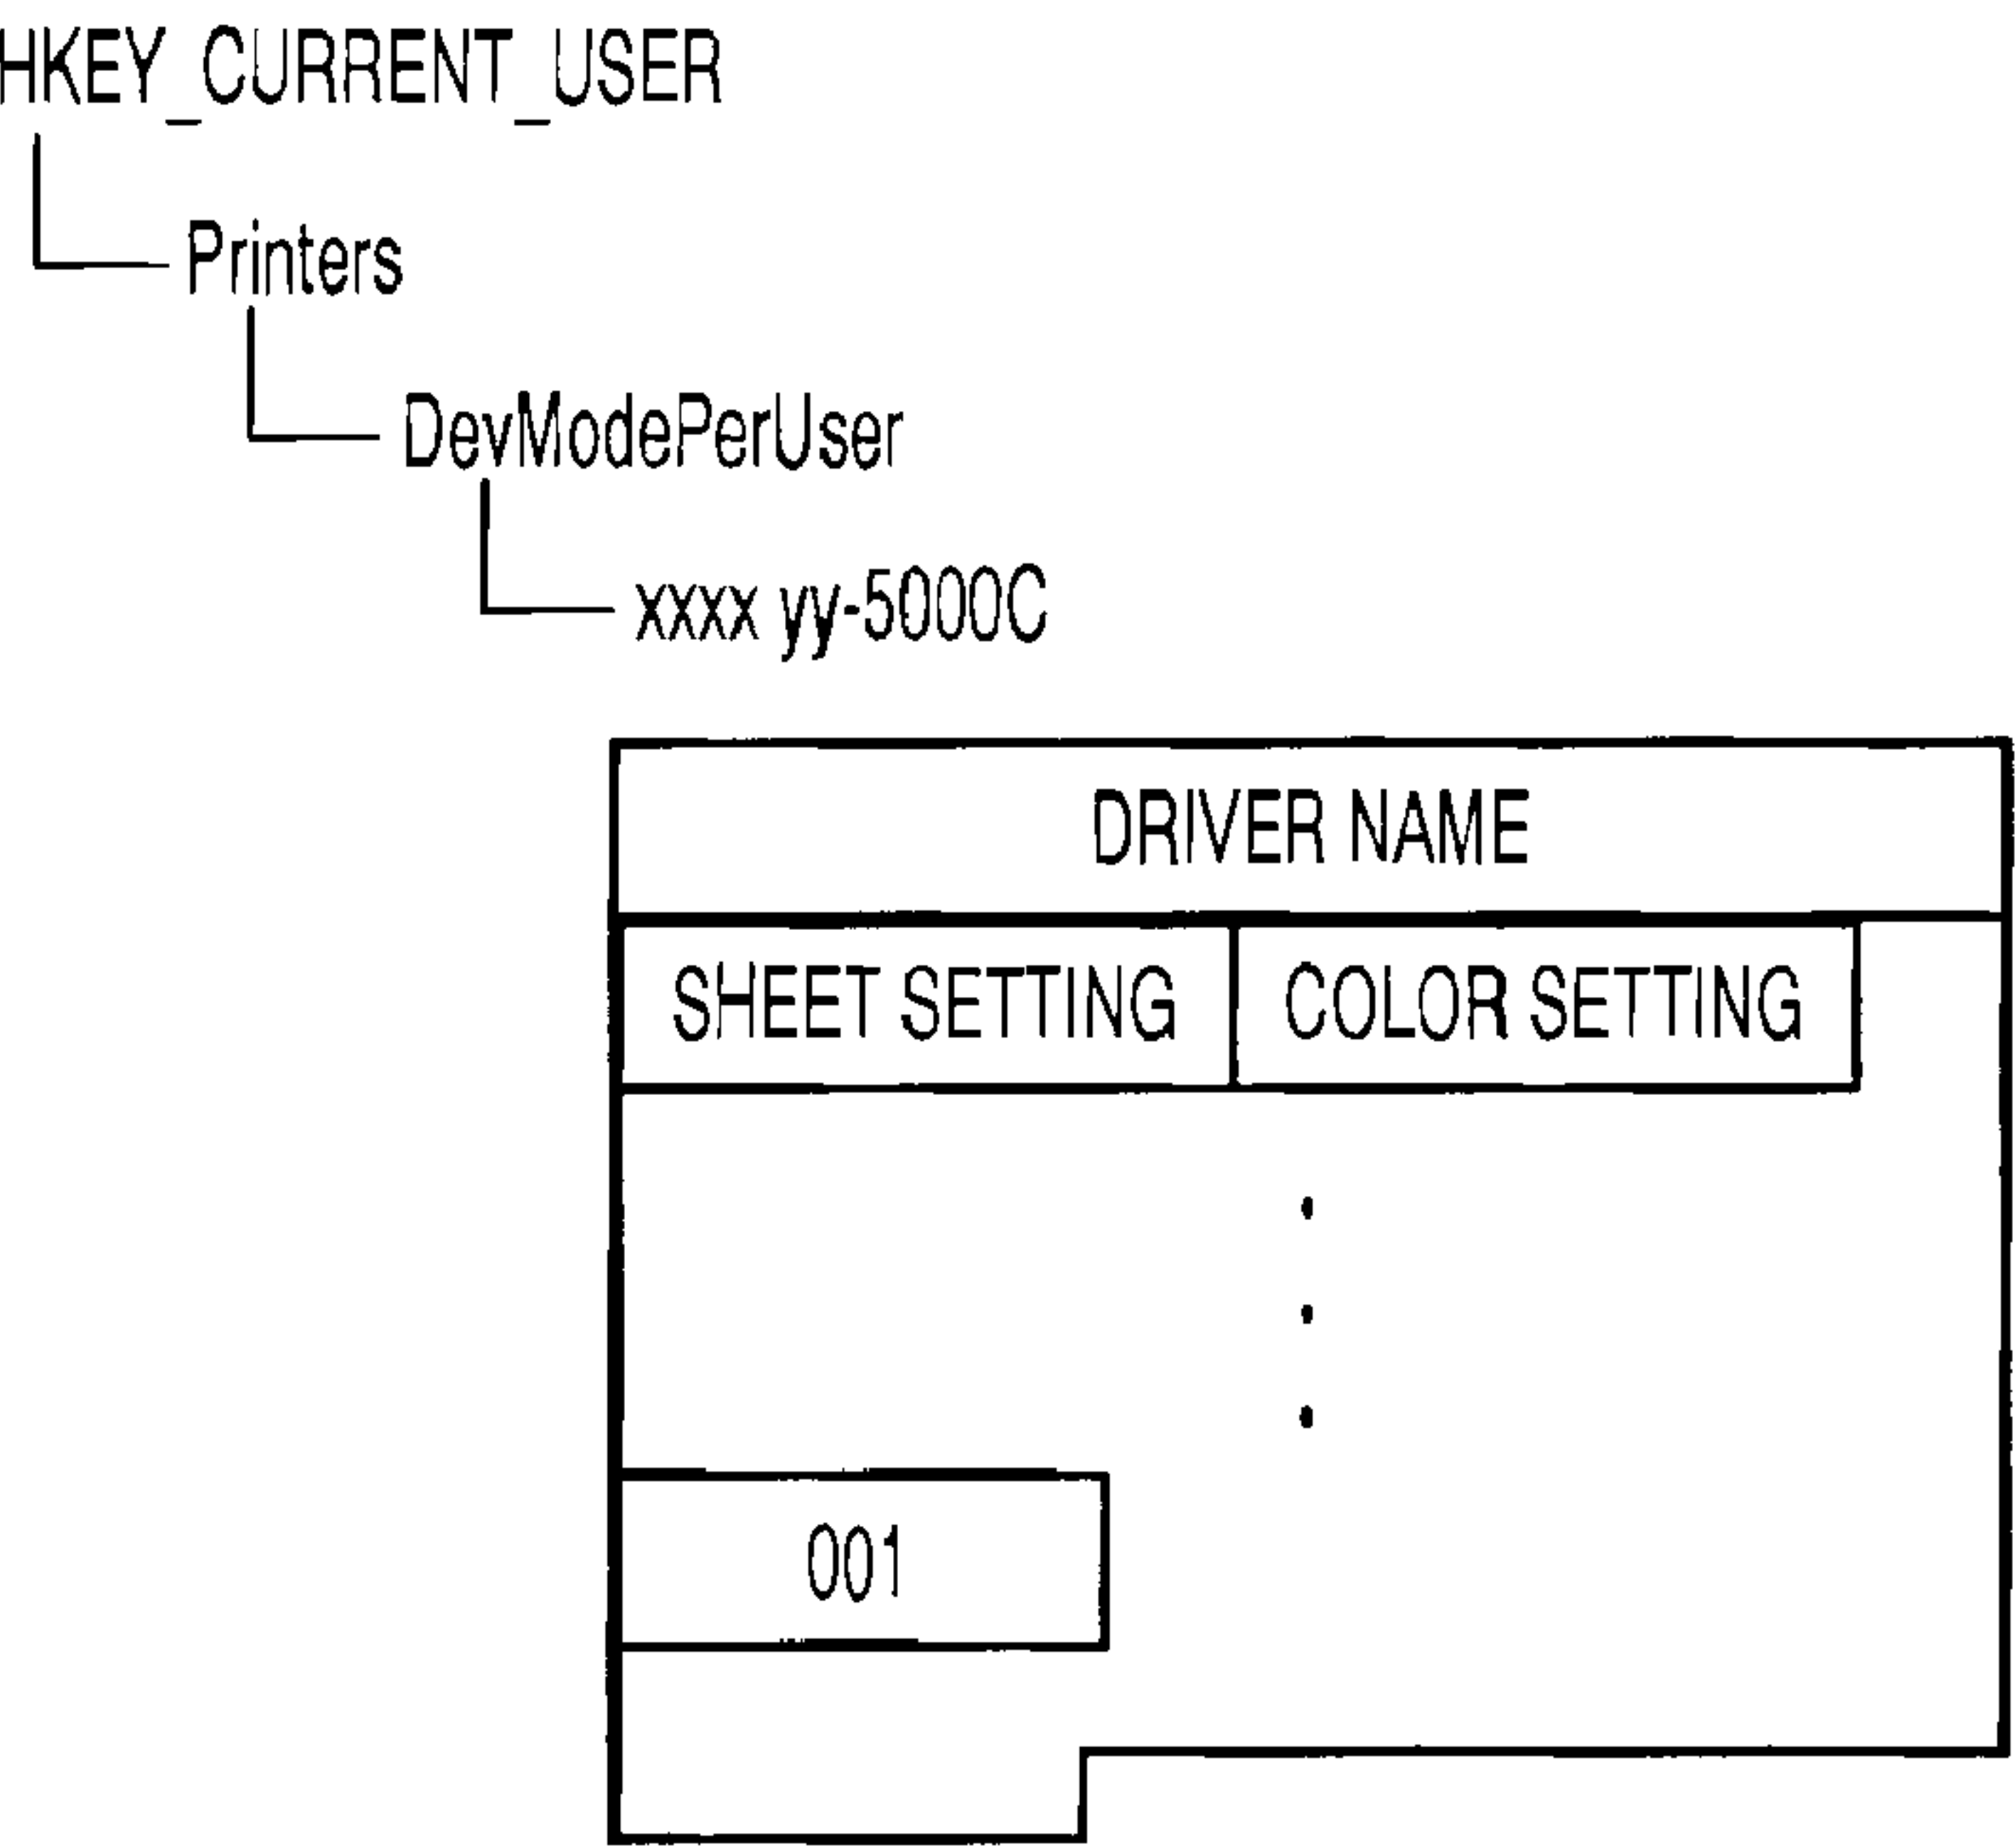 HKEY_CURRENT_USER
Printers
DevModePerUser
xxxx yy-5000C
DRIVER NAME
SHEET SETTING COLOR SETTING
001